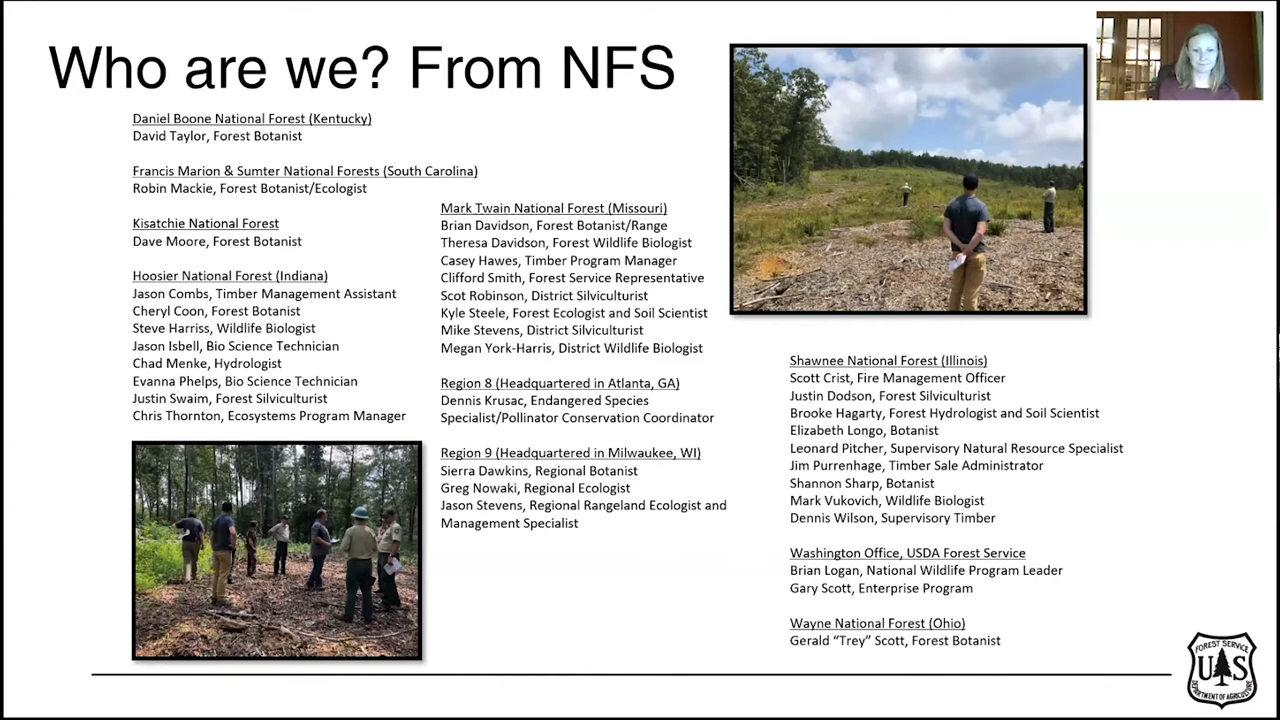 Who are we? From NFS
Daniel Boone National Forest (Kentucky)
David Taylor, Forest Botanist
Francis Marion & Sumter National Forests (South Carolina)
Robin Mackie, Forest Botanist/Ecologist
Kisatchie National Forest
Dave Moore, Forest Botanist
Hoosier National Forest (Indiana)
Jason Combs, Timber Management Assistant
Cheryl Coon, Forest Botanist
Steve Harriss, Wildlife Biologist
Jason Isbell, Bio Science Technician
Chad Menke, Hydrologist
Evanna Phelps, Bio Science Technician
Justin Swaim, Forest Silviculturist
Chris Thornton, Ecosystems Program Manager
Mark Twain National Forest (Missouri)
Brian Davidson, Forest Botanist/Range
Theresa Davidson, Forest Wildlife Biologist
Casey Hawes, Timber Program Manager
Clifford Smith, Forest Service Representative
Scot Robinson, District Silviculturist
Kyle Steele, Forest Ecologist and Soil Scientist
Mike Stevens, District Silviculturist
Megan York-Harris, District Wildlife Biologist
Region 8 (Headquartered in Atlanta, GA)
Dennis Krusac, Endangered Species
Specialist/Pollinator Conservation Coordinator
Region 9 (Headquartered in Milwaukee, WI)
Sierra Dawkins, Regional Botanist
Greg Nowaki, Regional Ecologist
Jason Stevens, Regional Rangeland Ecologist and
Management Specialist
Shawnee National Forest (Illinois)
Scott Crist, Fire Management Officer
Justin Dodson, Forest Silviculturist
Brooke Hagarty, Forest Hydrologist and Soil Scientist
Elizabeth Longo, Botanist
Leonard Pitcher, Supervisory Natural Resource Specialist
Jim Purrenhage, Timber Sale Administrator
Shannon Sharp, Botanist
Mark Vukovich, Wildlife Biologist
Dennis Wilson, Supervisory Timber
Washington Office, USDA Forest Service
Brian Logan, National Wildlife Program Leader
Gary Scott, Enterprise Program
Wayne National Forest (Ohio)
Gerald “Trey” Scott, Forest Botanist
FOREST SERVICE
U S
DEPARTMENT OF AGRICULTURE